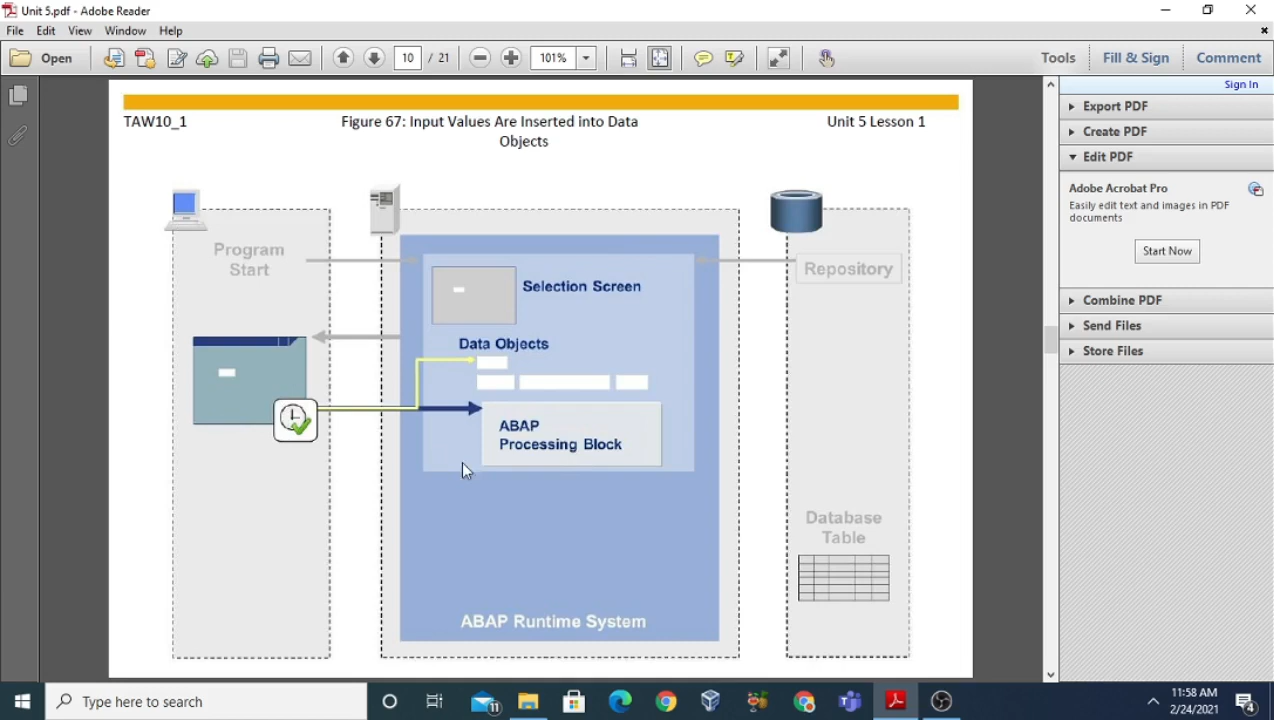 Unit 5.pdf - Adobe Reader
File Edit View Window Help
Open 10 / 21 101% Tools Fill & Sign Comment
Sign In
TAW10_1 Figure 67: Input Values Are Inserted into Data Unit 5 Lesson 1
Objects
Export PDF
Create PDF
Edit PDF
Adobe Acrobat Pro
Easily edit text and images in PDF
documents
Start Now
Combine PDF
Send Files
Store Files
Program
Start
Repository
Selection Screen
Data Objects
ABAP
Processing Block
Database
Table
ABAP Runtime System
Type here to search
11
11:58 AM
2/24/2021
4